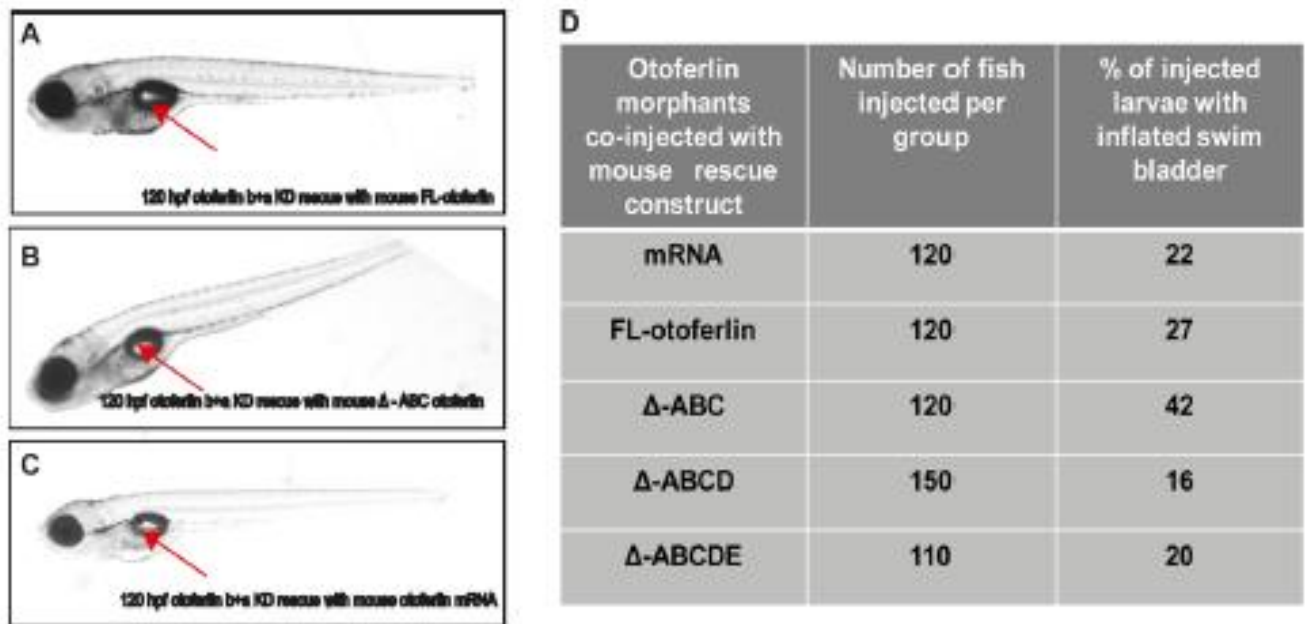 A
120 hpf otoferlin b+a KD rescue with mouse FL-otoferlin
B
120 hpf otoferlin b+a KD rescue with mouse Δ - ABC otoferlin
C
120 hpf otoferlin b+a KD rescue with mouse otoferlin mRNA
D
Otoferlin
morphants
co-injected with
mouse rescue
construct
Number of fish
injected per
group
% of injected
larvae with
inflated swim
bladder
mRNA 120 22
FL-otoferlin 120 27
Δ-ABC 120 42
Δ-ABCD 150 16
Δ-ABCDE 110 20